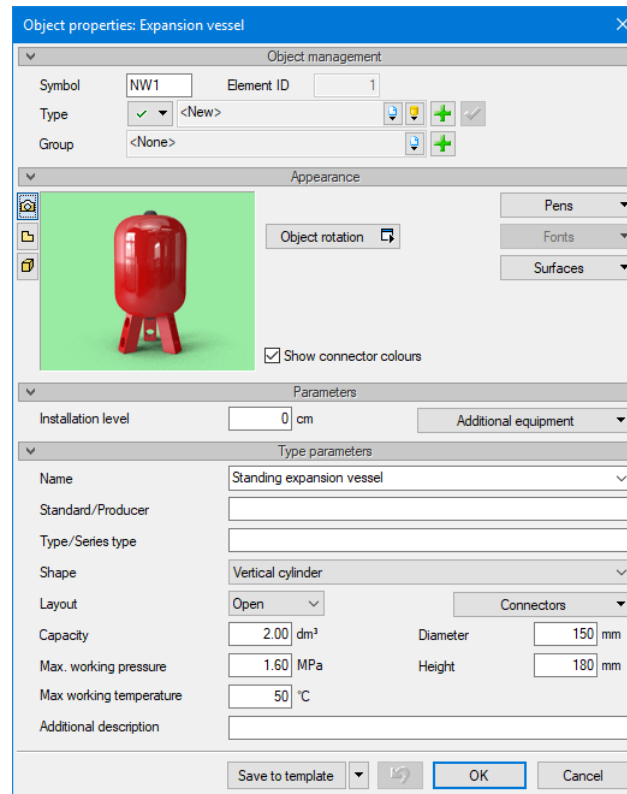 Object properties: Expansion vessel
Object management
Symbol NW1 Element ID 1
Type <New>
Group <None>
Appearance
Pens
Object rotation Fonts
Surfaces
Show connector colours
Parameters
Installation level 0 cm Additional equipment
Type parameters
Name Standing expansion vessel
Standard/Producer
Type/Series type
Shape Vertical cylinder
Layout Open Connectors
Capacity 2.00 dm³ Diameter 150 mm
Max. working pressure 1.60 MPa Height 180 mm
Max working temperature 50 °C
Additional description
Save to template OK Cancel